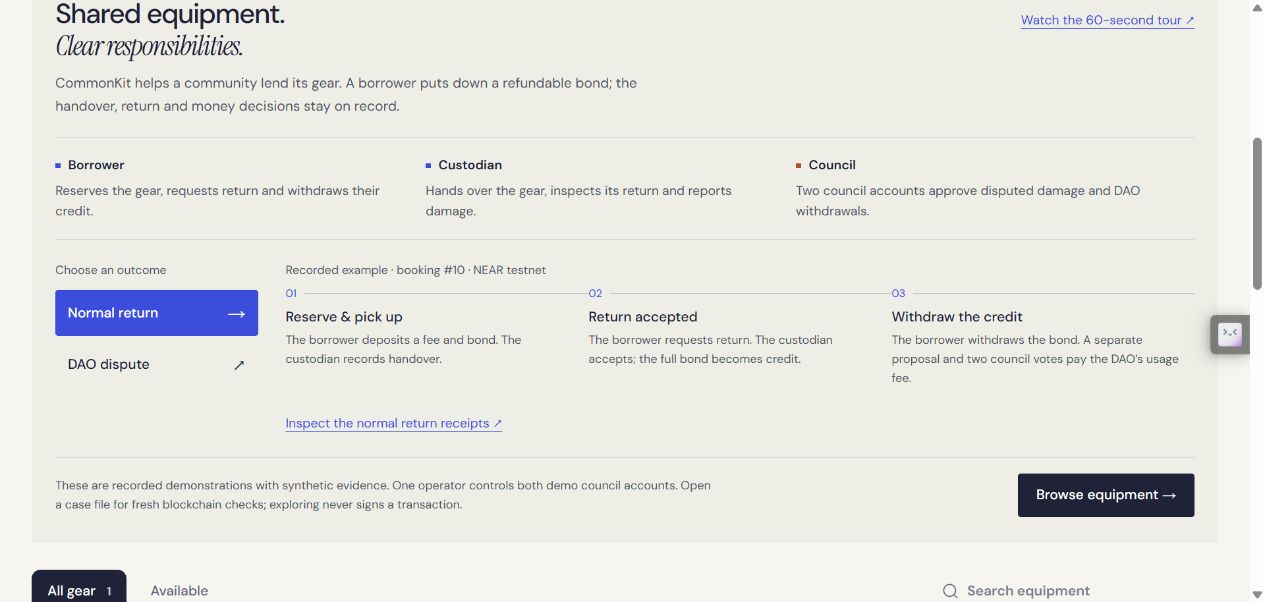 Shared equipment.
Clear responsibilities.
Watch the 60-second tour ↗
CommonKit helps a community lend its gear. A borrower puts down a refundable bond; the
handover, return and money decisions stay on record.
Borrower
Reserves the gear, requests return and withdraws their
credit.
Custodian
Hands over the gear, inspects its return and reports
damage.
Council
Two council accounts approve disputed damage and DAO
withdrawals.
Choose an outcome
Normal return →
DAO dispute ↗
Recorded example · booking #10 · NEAR testnet
01
Reserve & pick up
The borrower deposits a fee and bond. The
custodian records handover.
02
Return accepted
The borrower requests return. The custodian
accepts; the full bond becomes credit.
03
Withdraw the credit
The borrower withdraws the bond. A separate
proposal and two council votes pay the DAO's usage
fee.
Inspect the normal return receipts ↗
These are recorded demonstrations with synthetic evidence. One operator controls both demo council accounts. Open
a case file for fresh blockchain checks; exploring never signs a transaction.
Browse equipment →
All gear 1
Available
Search equipment